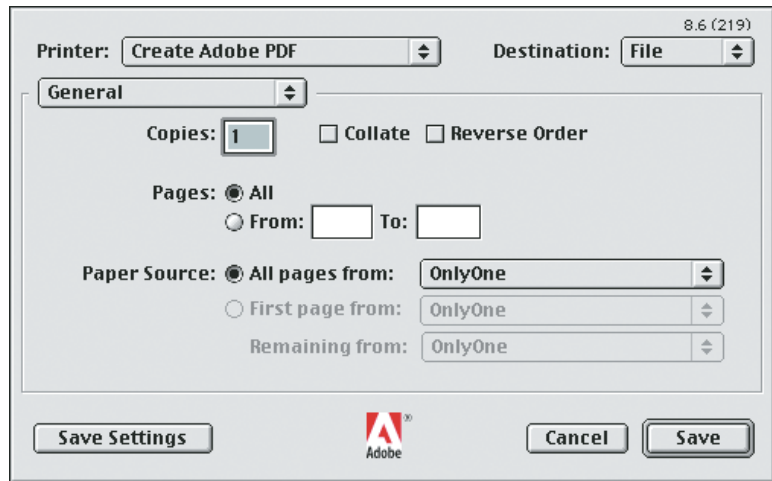 8.6 (219)
Printer: Create Adobe PDF Destination: File
General
Copies: 1 Collate Reverse Order
Pages: All
From: To:
Paper Source: All pages from: OnlyOne
First page from: OnlyOne
Remaining from: OnlyOne
Save Settings Adobe ® Cancel Save